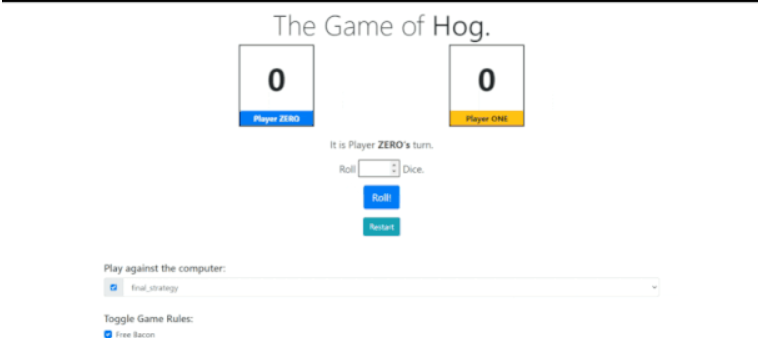 The Game of Hog.
0 0
Player ZERO Player ONE
It is Player ZERO's turn.
Roll Dice.
Roll!
Restart
Play against the computer:
final_strategy
Toggle Game Rules:
Free Bacon